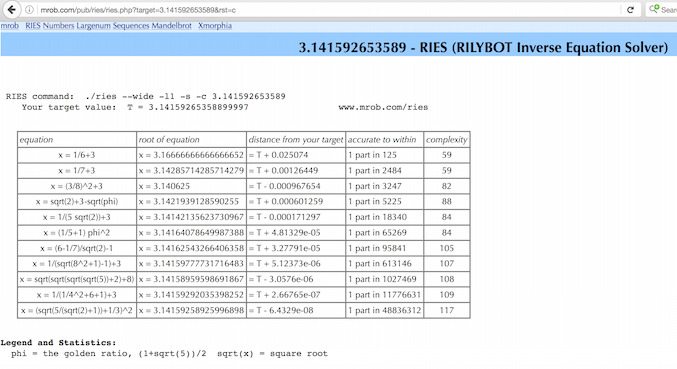 mrob.com/pub/ries/ries.php?target=3.141592653589&rst=c
mrob RIES Numbers Largenum Sequences Mandelbrot Xmorphia
3.141592653589 - RIES (RILYBOT Inverse Equation Solver)
RIES command: ./ries --wide -l1 -s -c 3.141592653589
Your target value: T = 3.14159265358899997 www.mrob.com/ries
equation root of equation distance from your target accurate to within complexity
x = 1/6+3 x = 3.16666666666666652 = T + 0.025074 1 part in 125 59
x = 1/7+3 x = 3.14285714285714279 = T + 0.00126449 1 part in 2484 59
x = (3/8)^2+3 x = 3.140625 = T - 0.000967654 1 part in 3247 82
x = sqrt(2)+3-sqrt(phi) x = 3.1421939128590255 = T + 0.000601259 1 part in 5225 88
x = 1/(5 sqrt(2))+3 x = 3.14142135623730967 = T - 0.000171297 1 part in 18340 84
x = (1/5+1) phi^2 x = 3.14164078649987388 = T + 4.81329e-05 1 part in 65269 84
x = (6-1/7)/sqrt(2)-1 x = 3.14162543266406358 = T + 3.27791e-05 1 part in 95841 105
x = 1/(sqrt(8^2+1)-1)+3 x = 3.14159777731716483 = T + 5.12373e-06 1 part in 613146 107
x = sqrt(sqrt(sqrt(sqrt(5))+2)+8) x = 3.14158959598691867 = T - 3.0576e-06 1 part in 1027469 108
x = 1/(1/4^2+6+1)+3 x = 3.14159292035398252 = T + 2.66765e-07 1 part in 11776631 109
x = (sqrt(5/(sqrt(2)+1))+1/3)^2 x = 3.14159258925996898 = T - 6.4329e-08 1 part in 48836312 117
Legend and Statistics:
phi = the golden ratio, (1+sqrt(5))/2 sqrt(x) = square root